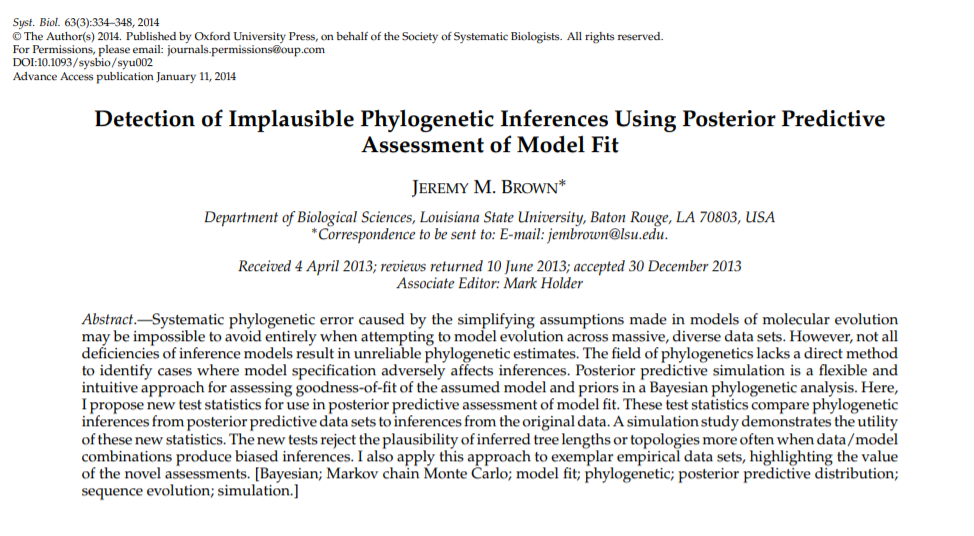 Syst. Biol. 63(3):334–348, 2014
© The Author(s) 2014. Published by Oxford University Press, on behalf of the Society of Systematic Biologists. All rights reserved.
For Permissions, please email: journals.permissions@oup.com
DOI:10.1093/sysbio/syu002
Advance Access publication January 11, 2014
Detection of Implausible Phylogenetic Inferences Using Posterior Predictive
Assessment of Model Fit
JEREMY M. BROWN*
Department of Biological Sciences, Louisiana State University, Baton Rouge, LA 70803, USA
*Correspondence to be sent to: E-mail: jembrown@lsu.edu.
Received 4 April 2013; reviews returned 10 June 2013; accepted 30 December 2013
Associate Editor: Mark Holder
Abstract.—Systematic phylogenetic error caused by the simplifying assumptions made in models of molecular evolution
may be impossible to avoid entirely when attempting to model evolution across massive, diverse data sets. However, not all
deficiencies of inference models result in unreliable phylogenetic estimates. The field of phylogenetics lacks a direct method
to identify cases where model specification adversely affects inferences. Posterior predictive simulation is a flexible and
intuitive approach for assessing goodness-of-fit of the assumed model and priors in a Bayesian phylogenetic analysis. Here,
I propose new test statistics for use in posterior predictive assessment of model fit. These test statistics compare phylogenetic
inferences from posterior predictive data sets to inferences from the original data. A simulation study demonstrates the utility
of these new statistics. The new tests reject the plausibility of inferred tree lengths or topologies more often when data/model
combinations produce biased inferences. I also apply this approach to exemplar empirical data sets, highlighting the value
of the novel assessments. [Bayesian; Markov chain Monte Carlo; model fit; phylogenetic; posterior predictive distribution;
sequence evolution; simulation.]